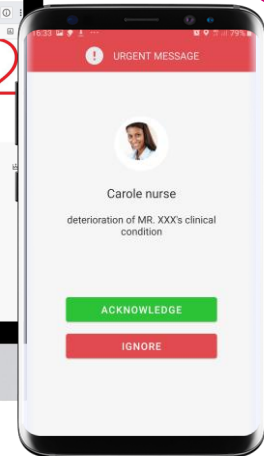 16:33
79%
! URGENT MESSAGE
Carole nurse
deterioration of MR. XXX's clinical
condition
ACKNOWLEDGE
IGNORE